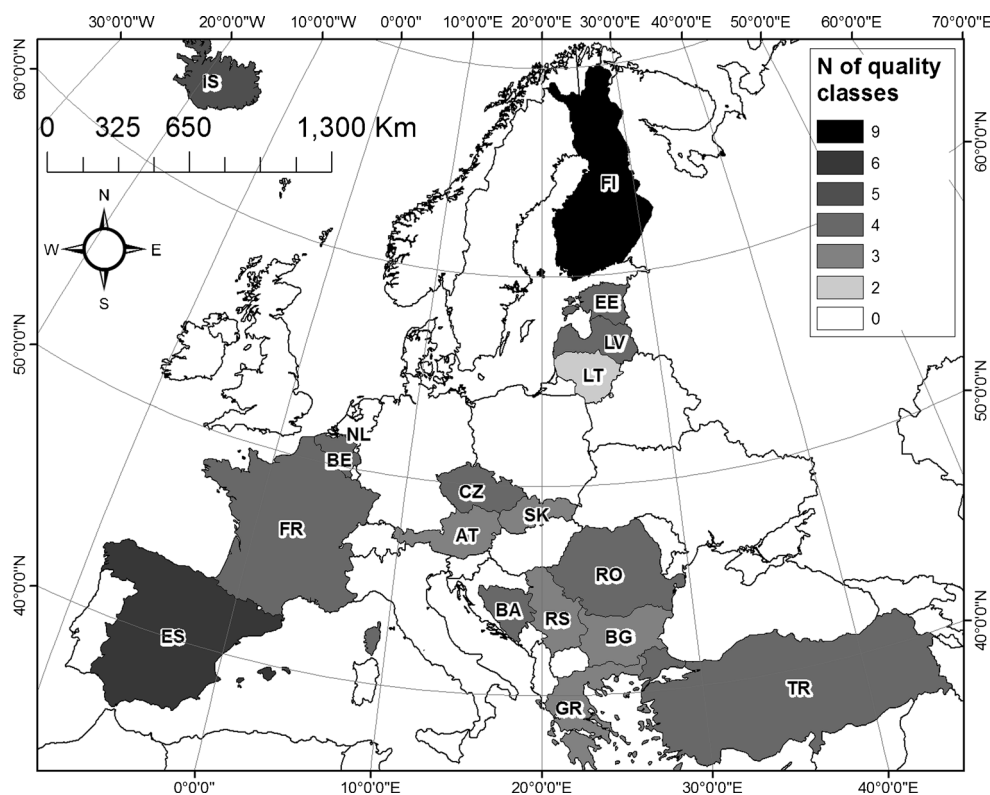 30°0'0"W 20°0'0"W 10°0'0"W 0°0'0" 10°0'0"E 20°0'0"E 30°0'0"E 40°0'0"E 50°0'0"E 60°0'0"E 70°0'0"E
60°0'0"N
50°0'0"N
40°0'0"N
IS
0 325 650 1,300 Km
N
W E
S
N of quality
classes
9
6
5
4
3
2
0
FI
EE
LV
LT
NL
BE
CZ
SK
FR
AT
RO
BA
RS
BG
ES
GR
TR
60°0'0"N
50°0'0"N
40°0'0"N
0°0'0"E 10°0'0"E 20°0'0"E 30°0'0"E 40°0'0"E